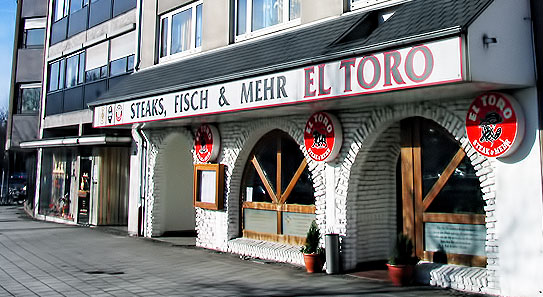 STEAKS, FISCH & MEHR EL TORO
EL TORO
EL TORO
EL TORO